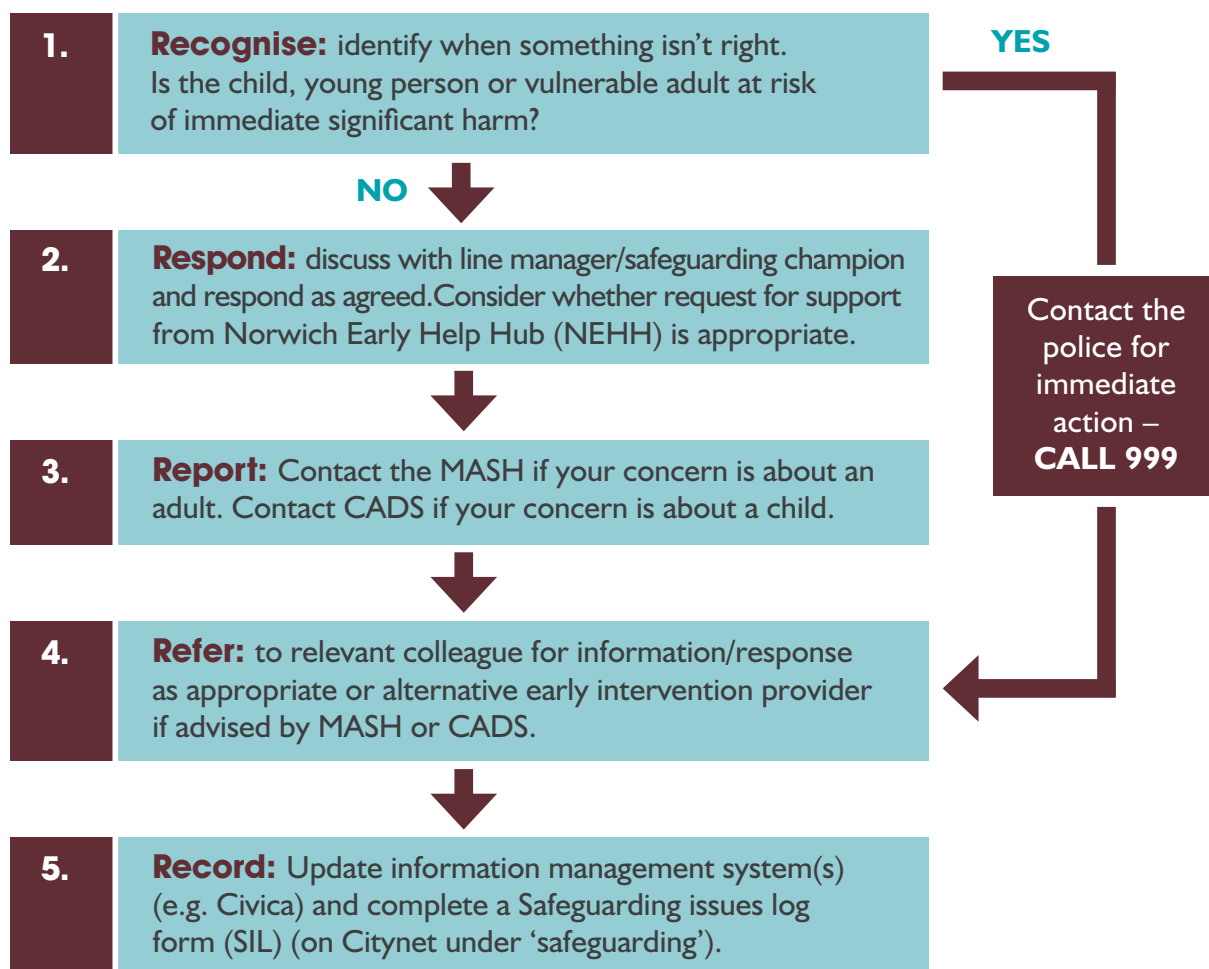 1.
Recognise: identify when something isn't right.
Is the child, young person or vulnerable adult at risk
of immediate significant harm?
YES
NO
2.
Respond: discuss with line manager/safeguarding champion
and respond as agreed.Consider whether request for support
from Norwich Early Help Hub (NEHH) is appropriate.
Contact the
police for
immediate
action –
CALL 999
3.
Report: Contact the MASH if your concern is about an
adult. Contact CADS if your concern is about a child.
4.
Refer: to relevant colleague for information/response
as appropriate or alternative early intervention provider
if advised by MASH or CADS.
5.
Record: Update information management system(s)
(e.g. Civica) and complete a Safeguarding issues log
form (SIL) (on Citynet under 'safeguarding').